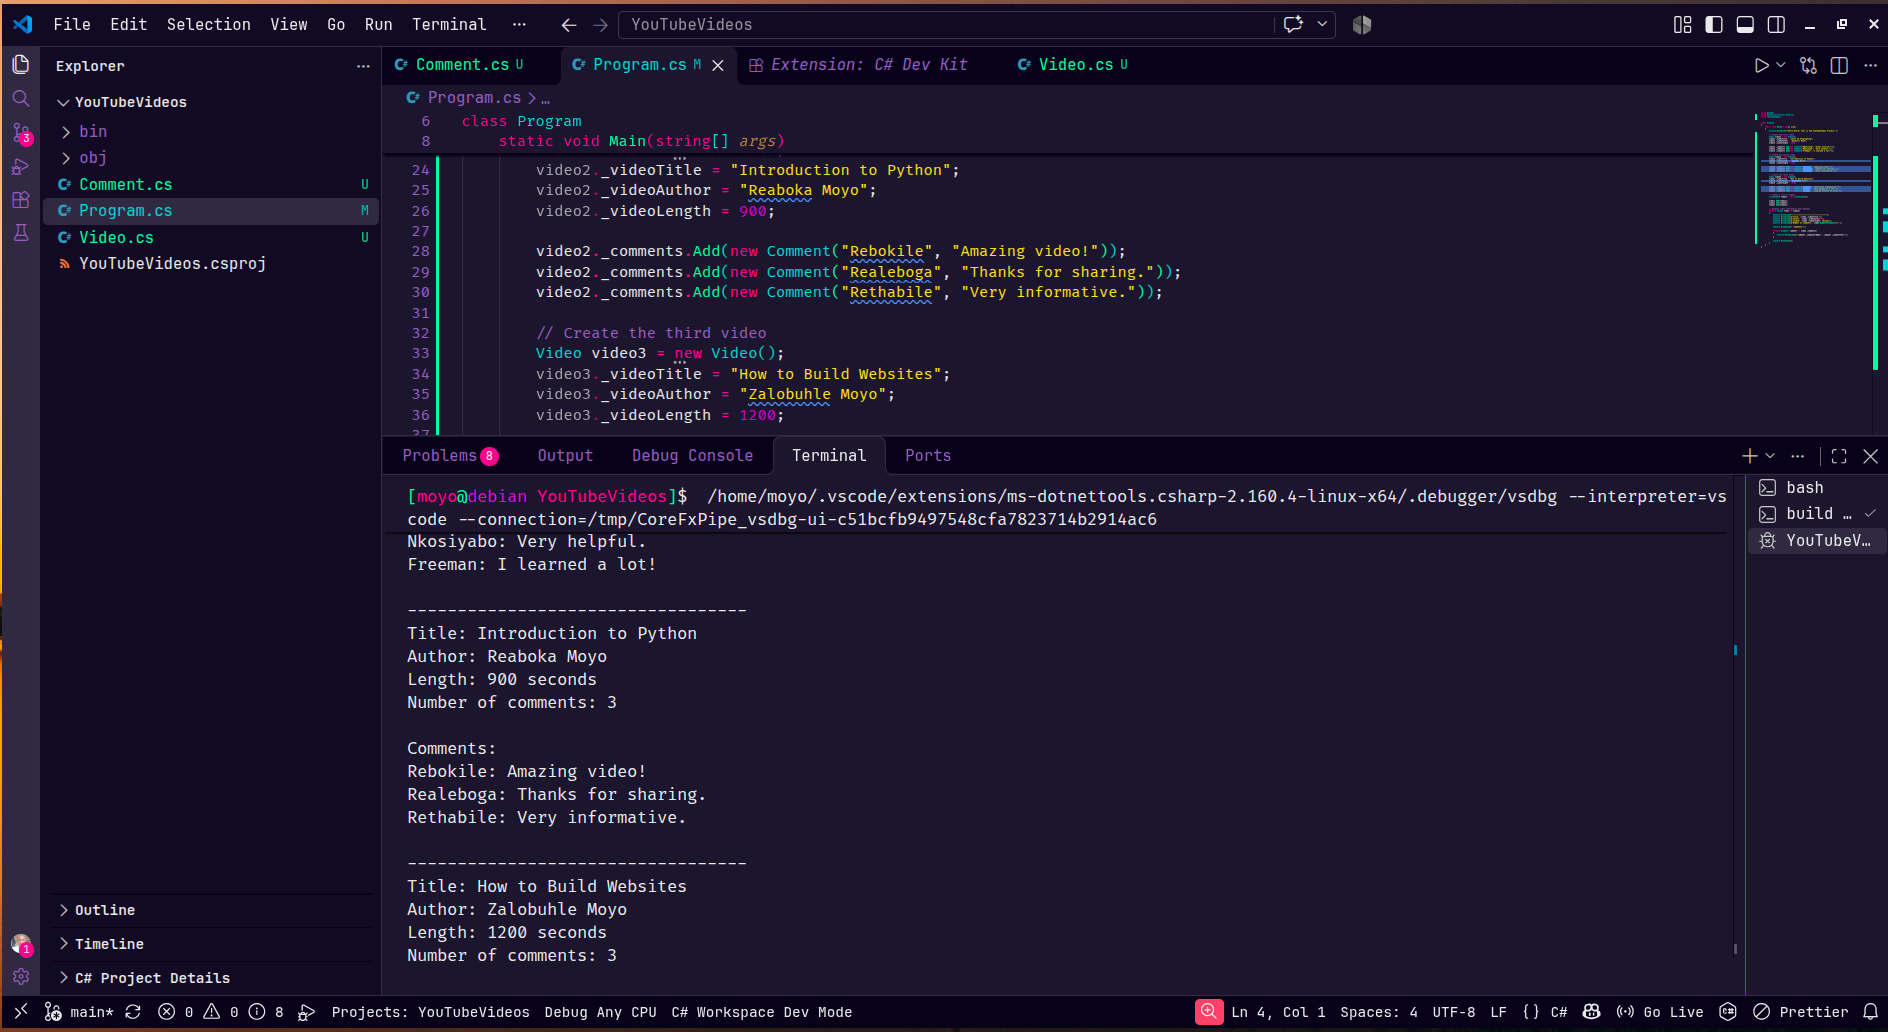 File Edit Selection View Go Run Terminal ··· YouTubeVideos
Explorer ···
YouTubeVideos
bin
obj
Comment.cs U
Program.cs M
Video.cs U
YouTubeVideos.csproj
Outline
Timeline
C# Project Details
3
1
Comment.cs U Program.cs M Extension: C# Dev Kit Video.cs U
Program.cs > …
6 class Program
8 static void Main(string[] args)
24 video2._videoTitle = "Introduction to Python";
25 video2._videoAuthor = "Reaboka Moyo";
26 video2._videoLength = 900;
27
28 video2._comments.Add(new Comment("Rebokile", "Amazing video!"));
29 video2._comments.Add(new Comment("Realeboga", "Thanks for sharing."));
30 video2._comments.Add(new Comment("Rethabile", "Very informative."));
31
32 // Create the third video
33 Video video3 = new Video();
34 video3._videoTitle = "How to Build Websites";
35 video3._videoAuthor = "Zalobuhle Moyo";
36 video3._videoLength = 1200;
37
Problems 8 Output Debug Console Terminal Ports
[moyo@debian YouTubeVideos]$ /home/moyo/.vscode/extensions/ms-dotnettools.csharp-2.160.4-linux-x64/.debugger/vsdbg --interpreter=vs
code --connection=/tmp/CoreFxPipe_vsdbg-ui-c51bcfb9497548cfa7823714b2914ac6
Nkosiyabo: Very helpful.
Freeman: I learned a lot!
----------------------------------
Title: Introduction to Python
Author: Reaboka Moyo
Length: 900 seconds
Number of comments: 3
Comments:
Rebokile: Amazing video!
Realeboga: Thanks for sharing.
Rethabile: Very informative.
----------------------------------
Title: How to Build Websites
Author: Zalobuhle Moyo
Length: 1200 seconds
Number of comments: 3
bash
build …
YouTubeV…
main* 0 0 8 Projects: YouTubeVideos Debug Any CPU C# Workspace Dev Mode Ln 4, Col 1 Spaces: 4 UTF-8 LF {} C# Go Live Prettier